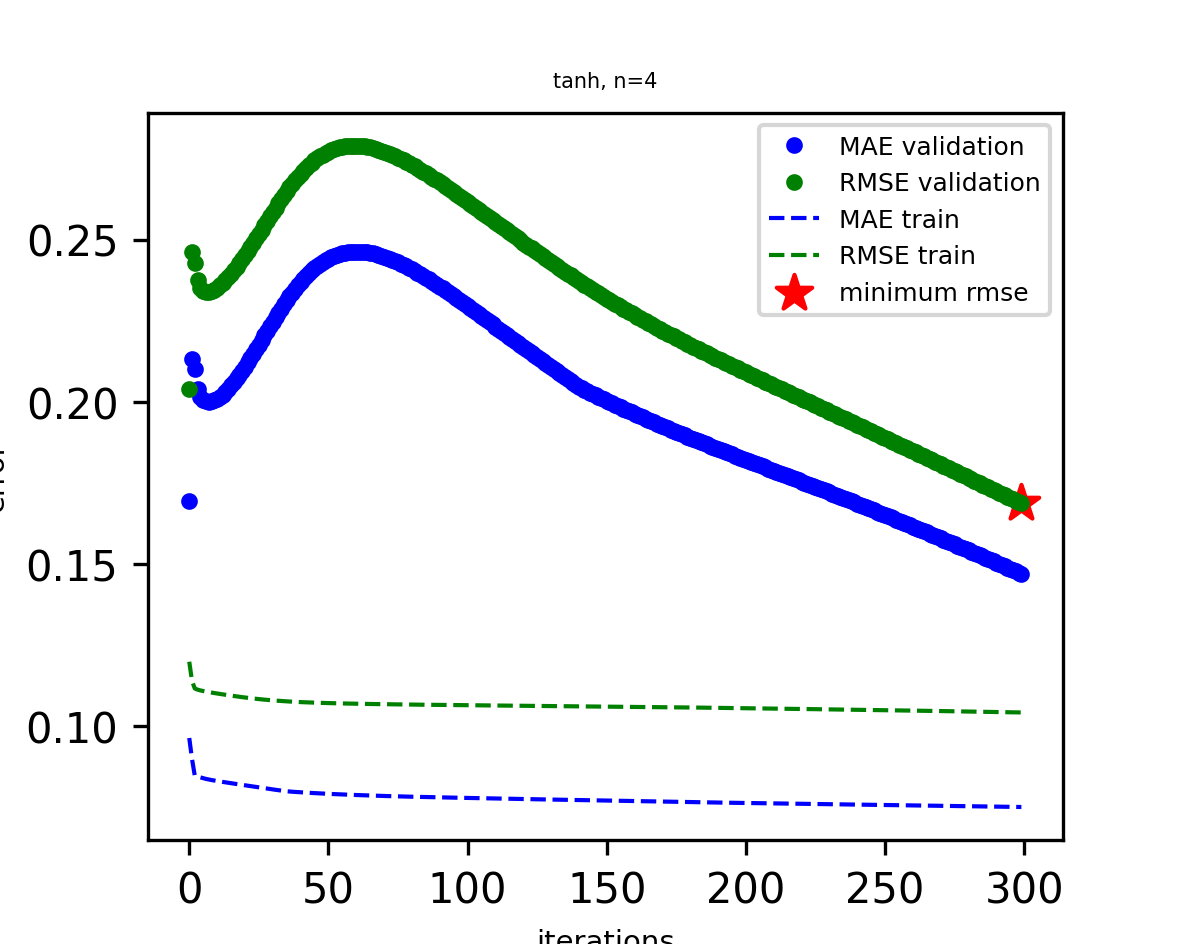 tanh, n=4
MAE validation
RMSE validation
MAE train
RMSE train
minimum rmse
0.25
0.20
0.15
0.10
error
0 50 100 150 200 250 300
iterations